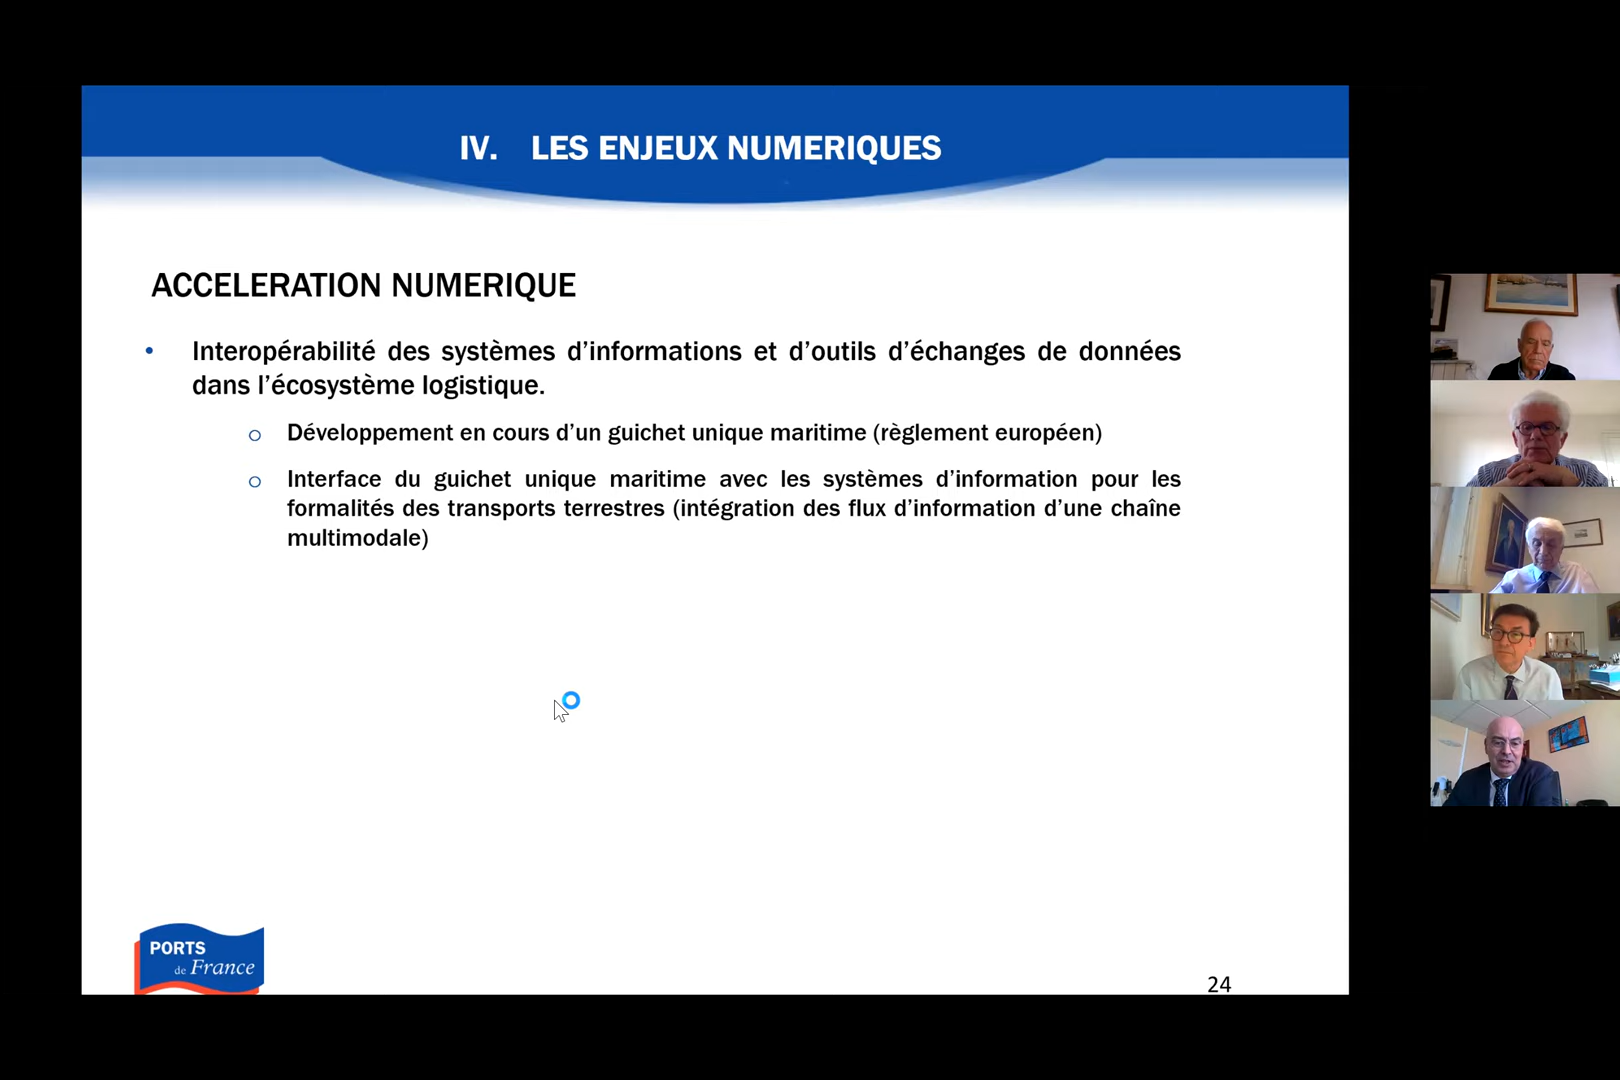 IV. LES ENJEUX NUMERIQUES
ACCELERATION NUMERIQUE
• Interopérabilité des systèmes d’informations et d’outils d’échanges de données
dans l’écosystème logistique.
o Développement en cours d’un guichet unique maritime (règlement européen)
o Interface du guichet unique maritime avec les systèmes d’information pour les
formalités des transports terrestres (intégration des flux d’information d’une chaîne
multimodale)
PORTS
de France
24